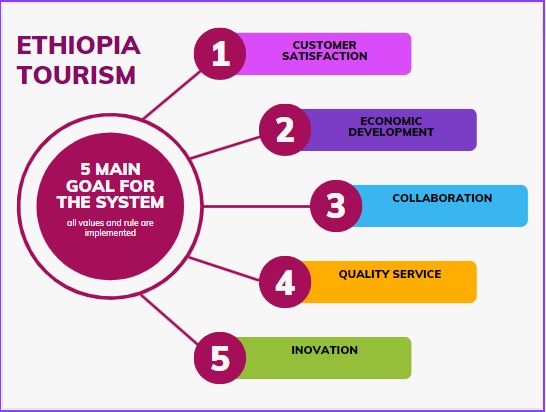 ETHIOPIA
TOURISM
5 MAIN
GOAL FOR
THE SYSTEM
all values and rule are
implemented
1
CUSTOMER
SATISFACTION
2
ECONOMIC
DEVELOPMENT
3
COLLABORATION
4
QUALITY SERVICE
5
INOVATION